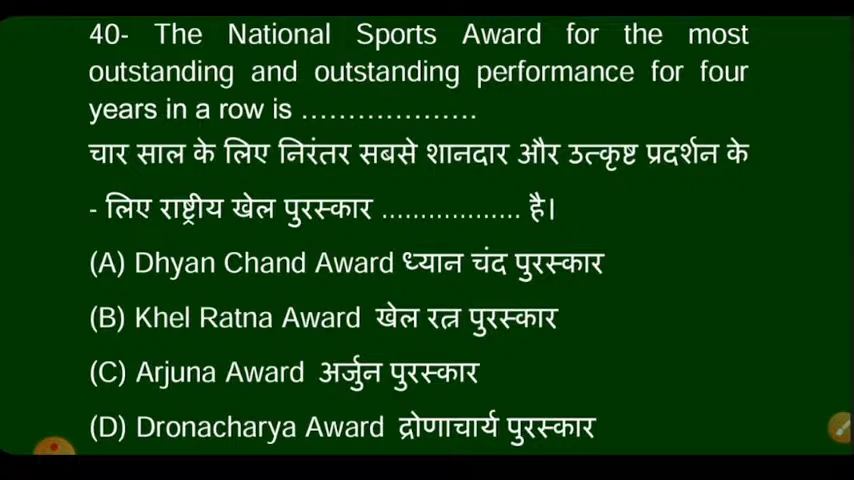 40- The National Sports Award for the most
outstanding and outstanding performance for four
years in a row is ...................
चार साल के लिए निरंतर सबसे शानदार और उत्कृष्ट प्रदर्शन के
- लिए राष्ट्रीय खेल पुरस्कार .................. है।
(A) Dhyan Chand Award ध्यान चंद पुरस्कार
(B) Khel Ratna Award खेल रत्न पुरस्कार
(C) Arjuna Award अर्जुन पुरस्कार
(D) Dronacharya Award द्रोणाचार्य पुरस्कार